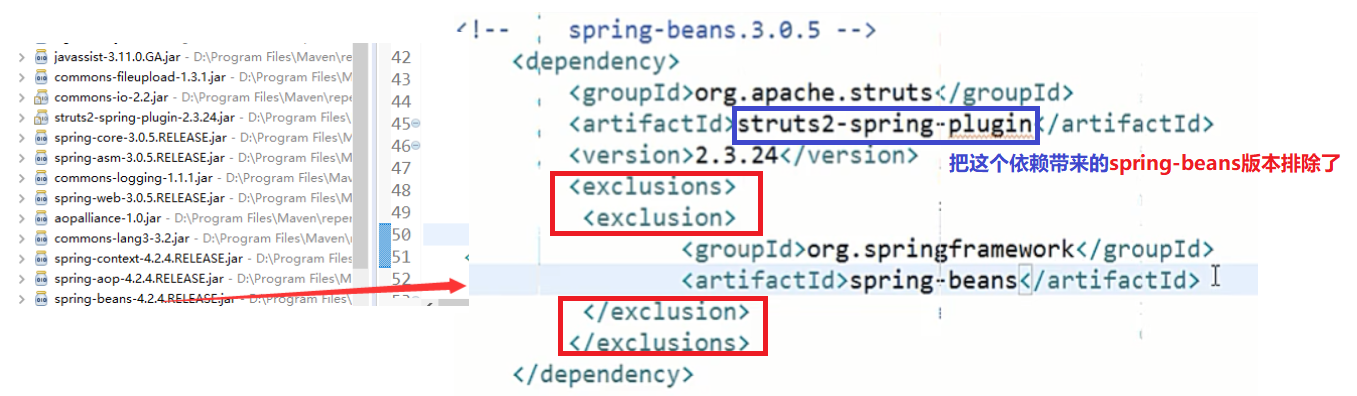 javassist-3.11.0.GA.jar - D:\Program Files\Maven\re
commons-fileupload-1.3.1.jar - D:\Program Files\M
commons-io-2.2.jar - D:\Program Files\Maven\repe
struts2-spring-plugin-2.3.24.jar - D:\Program Files
spring-core-3.0.5.RELEASE.jar - D:\Program Files\M
spring-asm-3.0.5.RELEASE.jar - D:\Program Files\M
commons-logging-1.1.1.jar - D:\Program Files\Ma
spring-web-3.0.5.RELEASE.jar - D:\Program Files\M
aopalliance-1.0.jar - D:\Program Files\Maven\reper
commons-lang3-3.2.jar - D:\Program Files\Maven\
spring-context-4.2.4.RELEASE.jar - D:\Program Files
spring-aop-4.2.4.RELEASE.jar - D:\Program Files\M
spring-beans-4.2.4.RELEASE.jar - D:\Program Files\
42
43
44
45
46
47
48
49
50
51
52
<!-- spring-beans.3.0.5 -->
<dependency>
<groupId>org.apache.struts</groupId>
<artifactId>struts2-spring-plugin</artifactId>
<version>2.3.24</version>
把这个依赖带来的spring-beans版本排除了
<exclusions>
<exclusion>
<groupId>org.springframework</groupId>
<artifactId>spring-beans</artifactId>
</exclusion>
</exclusions>
</dependency>